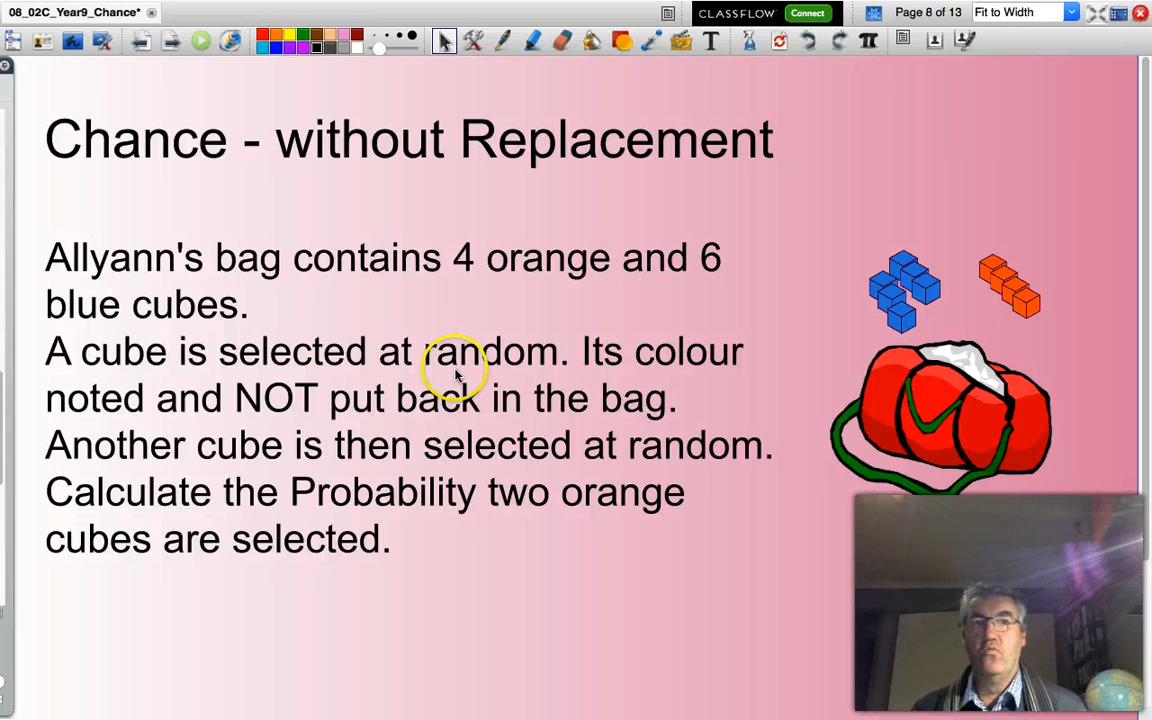 08_02C_Year9_Chance*
CLASSFLOW Connect
Page 8 of 13
Fit to Width
Chance - without Replacement
Allyann's bag contains 4 orange and 6
blue cubes.
A cube is selected at random. Its colour
noted and NOT put back in the bag.
Another cube is then selected at random.
Calculate the Probability two orange
cubes are selected.